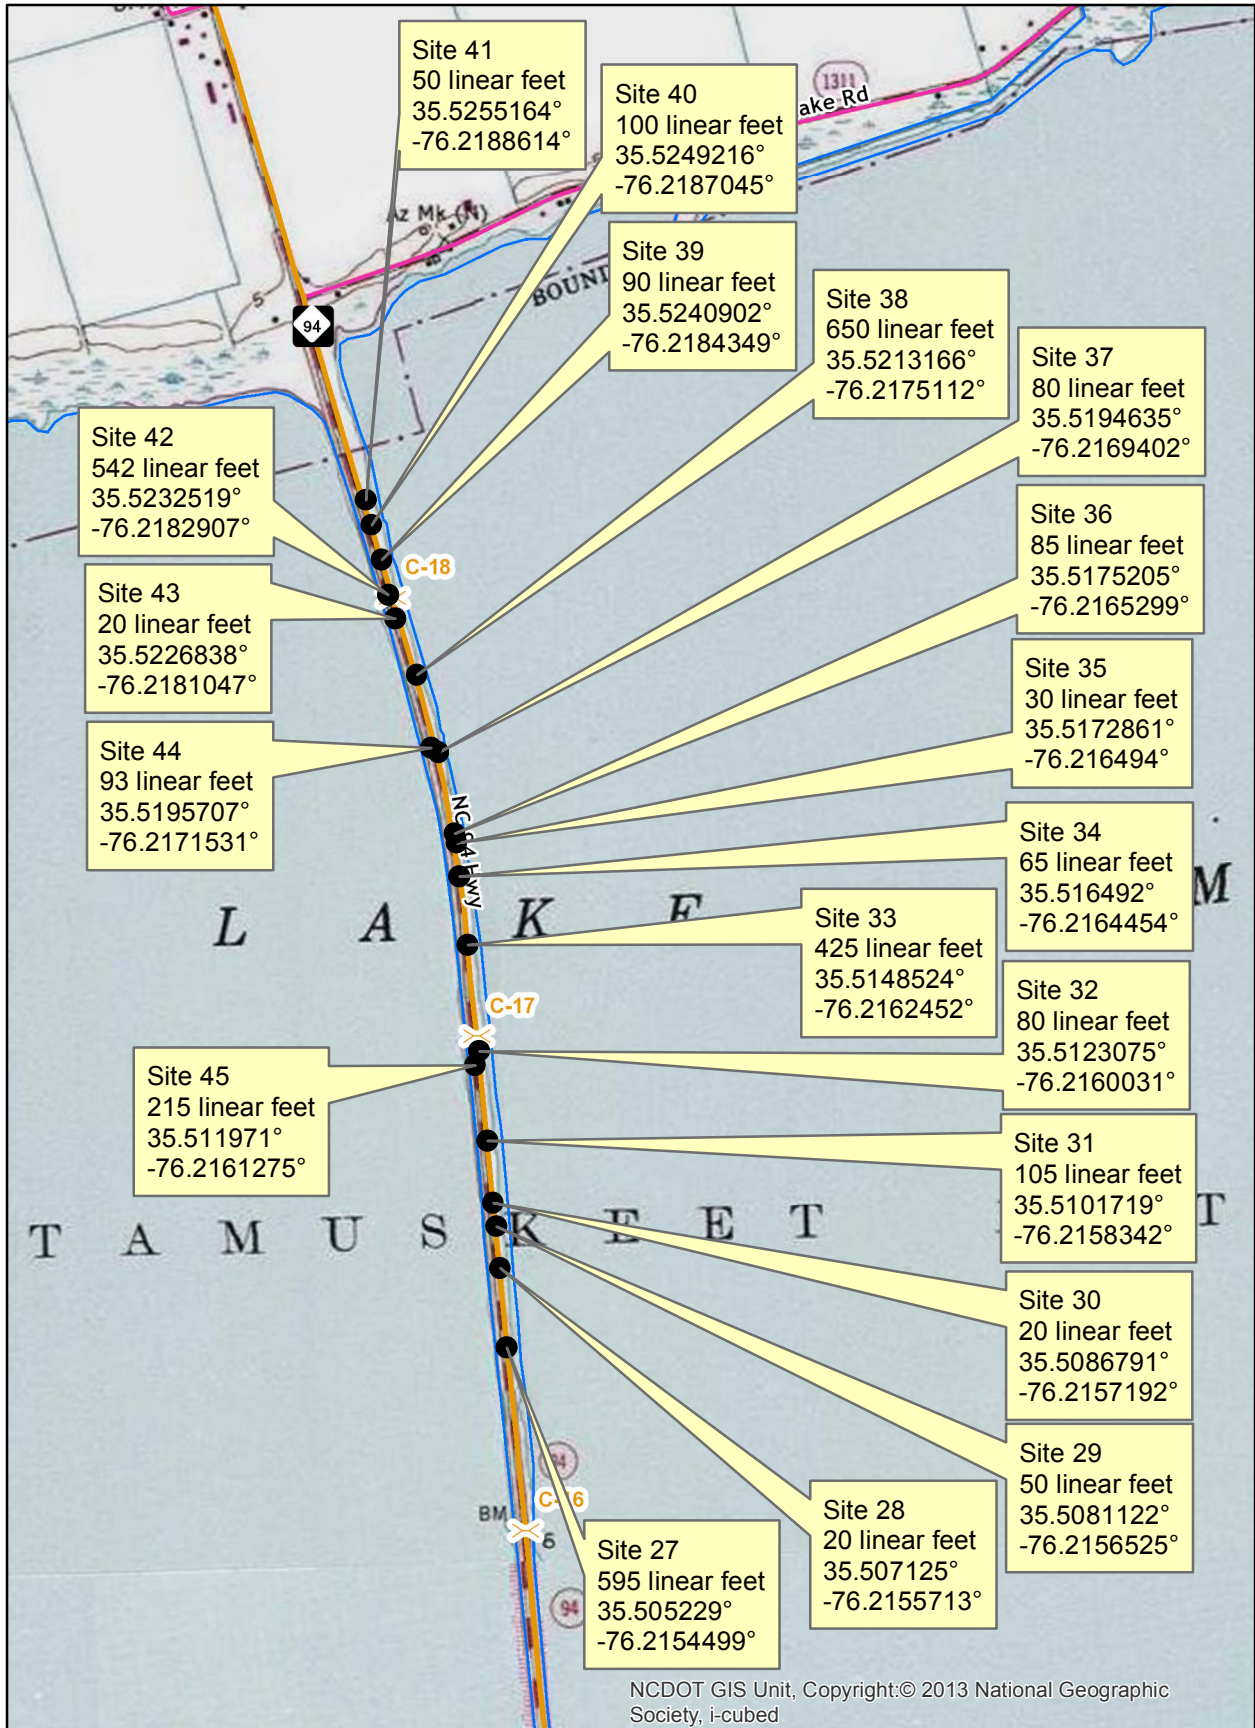 Site 41
50 linear feet
35.5255164°
-76.2188614°
Site 40
100 linear feet
35.5249216°
-76.2187045°
1311
ake Rd
Az Mk (N)
Site 39
90 linear feet
35.5240902°
-76.2184349°
BOUND
5
94
Site 38
650 linear feet
35.5213166°
-76.2175112°
Site 37
80 linear feet
35.5194635°
-76.2169402°
Site 42
542 linear feet
35.5232519°
-76.2182907°
C-18
Site 36
85 linear feet
35.5175205°
-76.2165299°
Site 43
20 linear feet
35.5226838°
-76.2181047°
Site 35
30 linear feet
35.5172861°
-76.216494°
Site 44
93 linear feet
35.5195707°
-76.2171531°
NC 94 Hwy
Site 34
65 linear feet
35.516492°
-76.2164454°
L A K E M
Site 33
425 linear feet
35.5148524°
-76.2162452°
C-17
Site 32
80 linear feet
35.5123075°
-76.2160031°
Site 45
215 linear feet
35.511971°
-76.2161275°
Site 31
105 linear feet
35.5101719°
-76.2158342°
T A M U S K E E T T
Site 30
20 linear feet
35.5086791°
-76.2157192°
Site 29
50 linear feet
35.5081122°
-76.2156525°
94
C-16
BM
6
Site 28
20 linear feet
35.507125°
-76.2155713°
Site 27
595 linear feet
35.505229°
-76.2154499°
94
NCDOT GIS Unit, Copyright:© 2013 National Geographic
Society, i-cubed